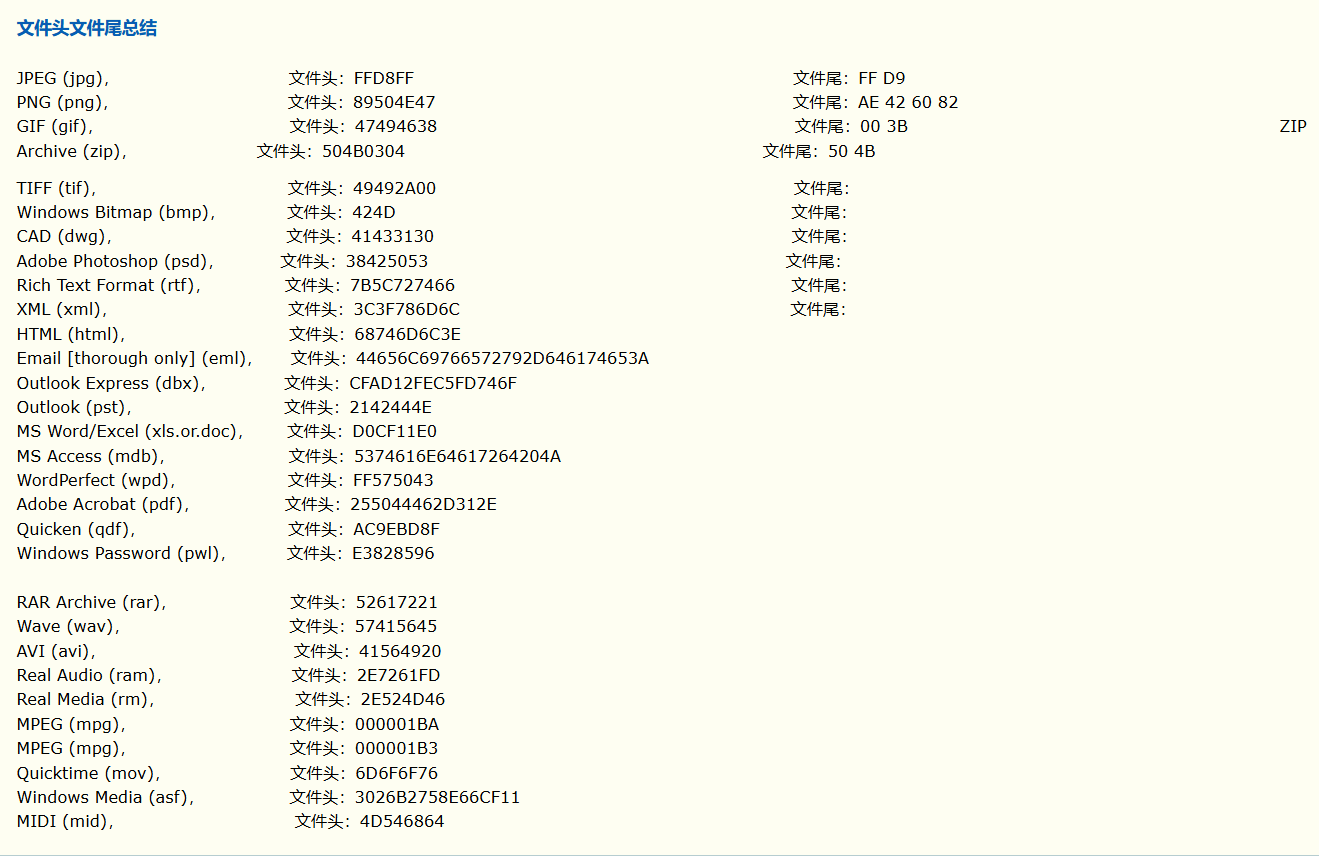 文件头文件尾总结
JPEG (jpg)， 文件头：FFD8FF 文件尾：FF D9
PNG (png)， 文件头：89504E47 文件尾：AE 42 60 82
GIF (gif)， 文件头：47494638 文件尾：00 3B ZIP
Archive (zip)， 文件头：504B0304 文件尾：50 4B
TIFF (tif)， 文件头：49492A00 文件尾：
Windows Bitmap (bmp)， 文件头：424D 文件尾：
CAD (dwg)， 文件头：41433130 文件尾：
Adobe Photoshop (psd)， 文件头：38425053 文件尾：
Rich Text Format (rtf)， 文件头：7B5C727466 文件尾：
XML (xml)， 文件头：3C3F786D6C 文件尾：
HTML (html)， 文件头：68746D6C3E
Email [thorough only] (eml)， 文件头：44656C69766572792D646174653A
Outlook Express (dbx)， 文件头：CFAD12FEC5FD746F
Outlook (pst)， 文件头：2142444E
MS Word/Excel (xls.or.doc)， 文件头：D0CF11E0
MS Access (mdb)， 文件头：5374616E64617264204A
WordPerfect (wpd)， 文件头：FF575043
Adobe Acrobat (pdf)， 文件头：255044462D312E
Quicken (qdf)， 文件头：AC9EBD8F
Windows Password (pwl)， 文件头：E3828596
RAR Archive (rar)， 文件头：52617221
Wave (wav)， 文件头：57415645
AVI (avi)， 文件头：41564920
Real Audio (ram)， 文件头：2E7261FD
Real Media (rm)， 文件头：2E524D46
MPEG (mpg)， 文件头：000001BA
MPEG (mpg)， 文件头：000001B3
Quicktime (mov)， 文件头：6D6F6F76
Windows Media (asf)， 文件头：3026B2758E66CF11
MIDI (mid)， 文件头：4D546864